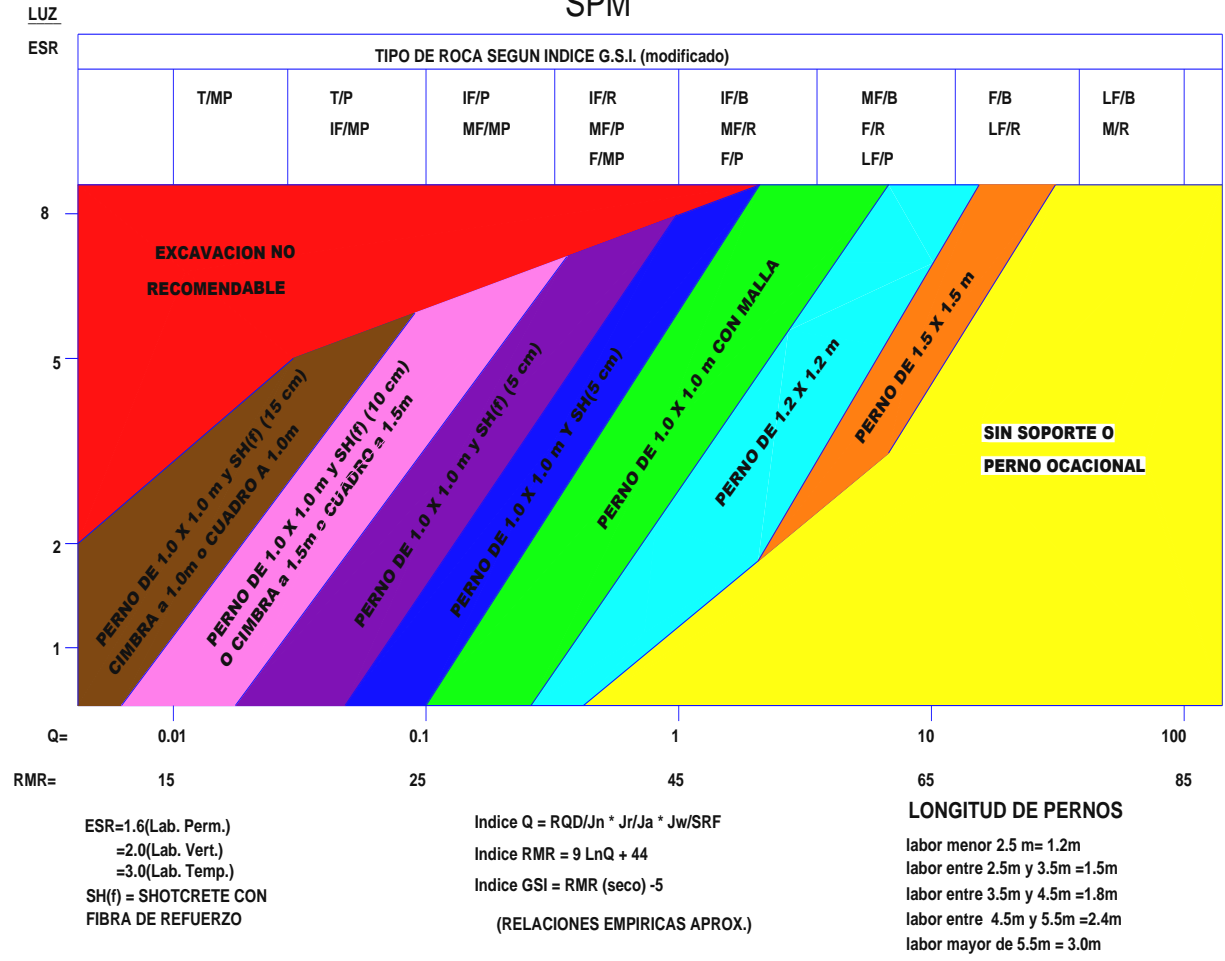 SPM
LUZ
ESR
TIPO DE ROCA SEGUN INDICE G.S.I. (modificado)
T/MP T/P IF/P IF/R IF/B MF/B F/B LF/B
IF/MP MF/MP MF/P MF/R F/R LF/R M/R
F/MP F/P LF/P
8
5
2
1
EXCAVACION NO
RECOMENDABLE
PERNO DE 1.0 X 1.0 m y SH(f) (15 cm)
CIMBRA a 1.0m o CUADRO A 1.0m
PERNO DE 1.0 X 1.0 m y SH(f) (10 cm)
O CIMBRA a 1.5m o CUADRO a 1.5m
PERNO DE 1.0 X 1.0 m y SH(f) (5 cm)
PERNO DE 1.0 X 1.0 m Y SH(5 cm)
PERNO DE 1.0 X 1.0 m CON MALLA
PERNO DE 1.2 X 1.2 m
PERNO DE 1.5 X 1.5 m
SIN SOPORTE O
PERNO OCACIONAL
Q= 0.01 0.1 1 10 100
RMR= 15 25 45 65 85
ESR=1.6(Lab. Perm.)
=2.0(Lab. Vert.)
=3.0(Lab. Temp.)
SH(f) = SHOTCRETE CON
FIBRA DE REFUERZO
Indice Q = RQD/Jn * Jr/Ja * Jw/SRF
Indice RMR = 9 LnQ + 44
Indice GSI = RMR (seco) -5
(RELACIONES EMPIRICAS APROX.)
LONGITUD DE PERNOS
labor menor 2.5 m= 1.2m
labor entre 2.5m y 3.5m =1.5m
labor entre 3.5m y 4.5m =1.8m
labor entre 4.5m y 5.5m =2.4m
labor mayor de 5.5m = 3.0m